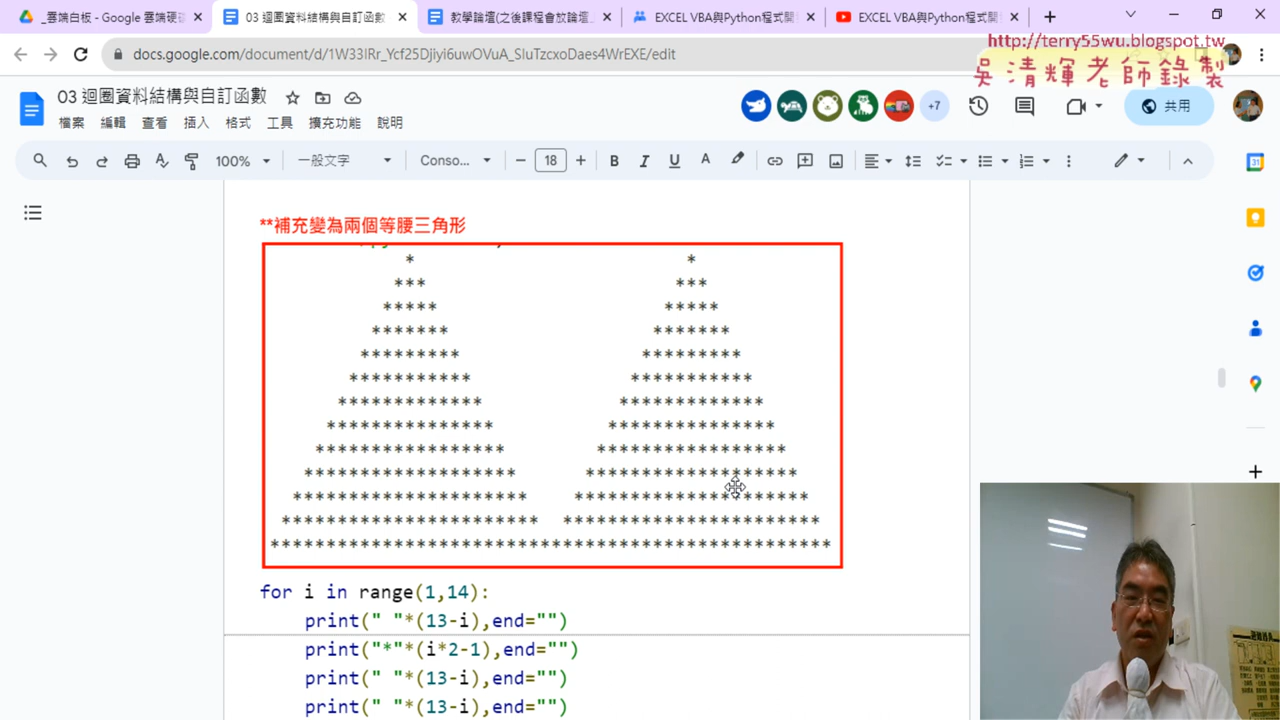 _雲端白板 - Google 雲端硬碟
03 迴圈資料結構與自訂函數
教學論壇(之後課程會放論壇
EXCEL VBA與Python程式開
EXCEL VBA與Python程式開
http://terry55wu.blogspot.tw
吳清輝老師錄製
03 迴圈資料結構與自訂函數
+7
共用
檔案 編輯 查看 插入 格式 工具 擴充功能 說明
100% 一般文字 Conso... 18 B I U A
**補充變為兩個等腰三角形
* *
*** ***
***** *****
******* *******
********* *********
*********** ***********
************* *************
*************** ***************
***************** *****************
******************* *******************
********************* *********************
*********************** ***********************
**************************************************
for i in range(1,14):
print(" "*(13-i),end="")
print("*"*(i*2-1),end="")
print(" "*(13-i),end="")
print(" "*(13-i),end="")